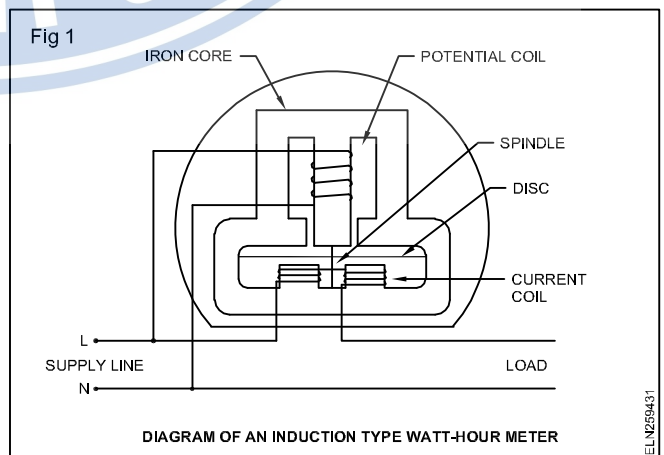 Fig 1
IRON CORE
POTENTIAL COIL
SPINDLE
DISC
CURRENT
COIL
L
SUPPLY LINE
LOAD
N
DIAGRAM OF AN INDUCTION TYPE WATT-HOUR METER
ELN259431